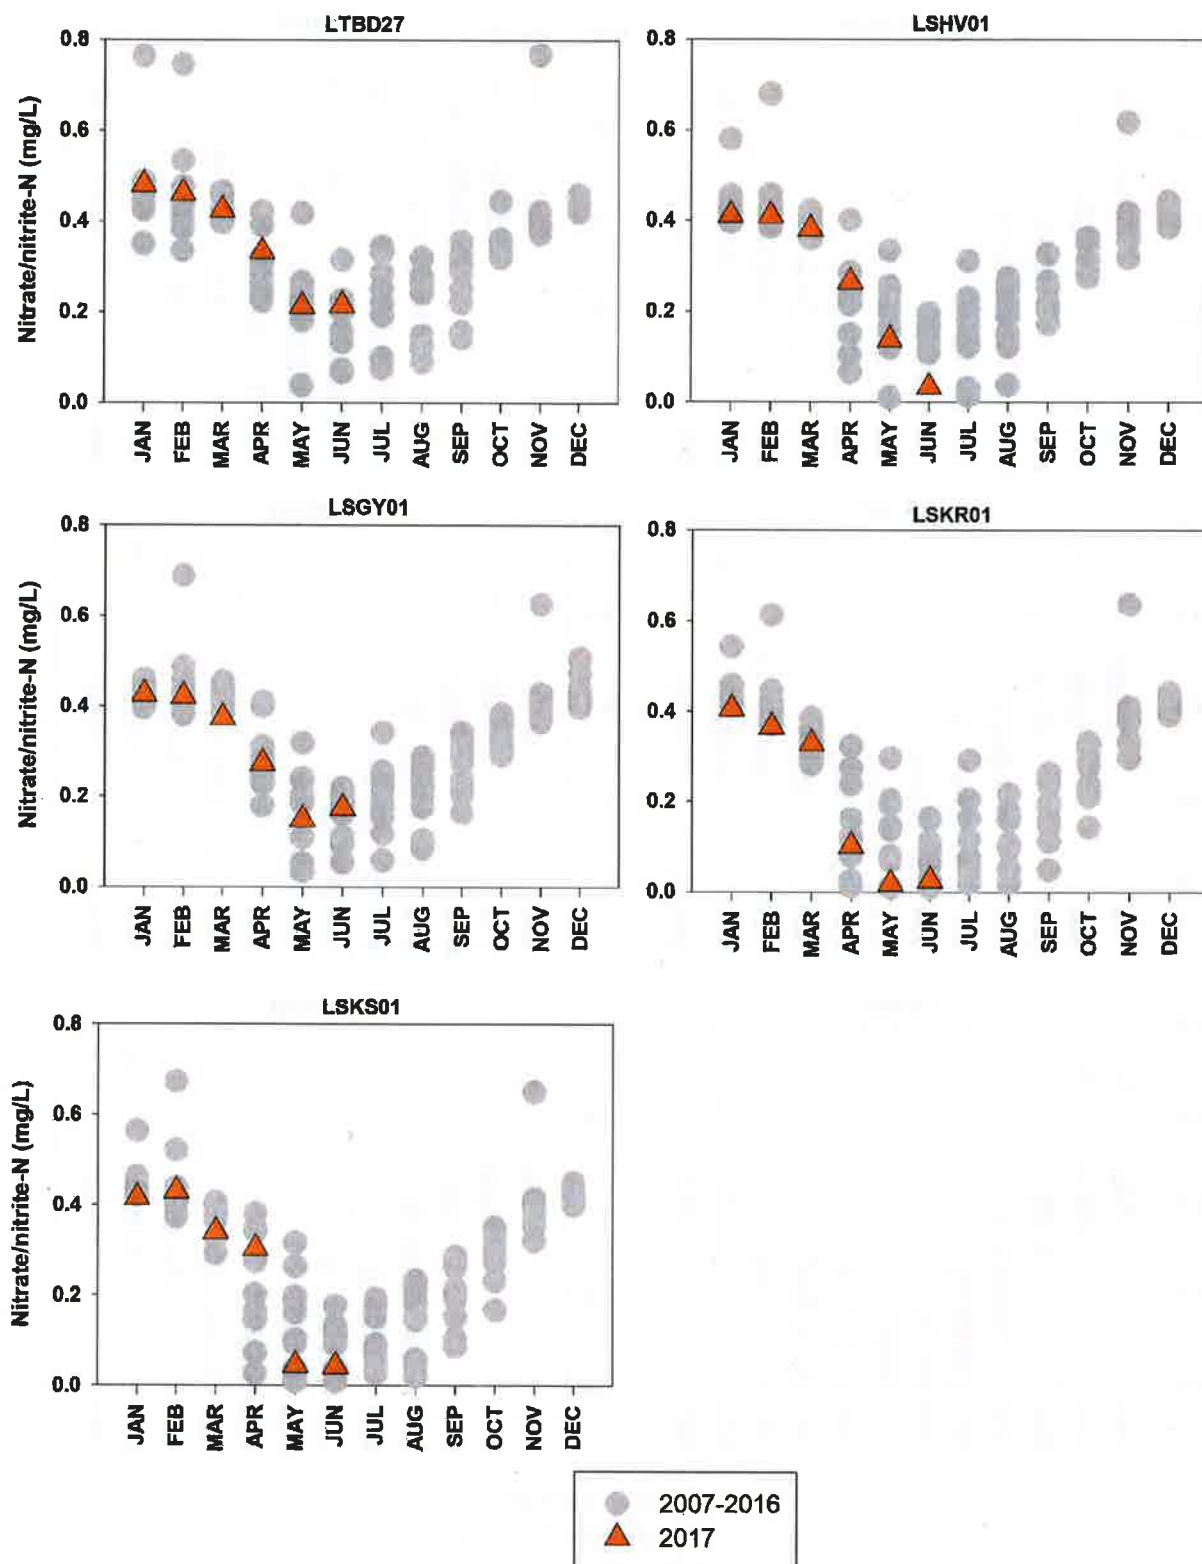 LTBD27
Nitrate/nitrite-N (mg/L)
0.8
0.6
0.4
0.2
0.0
JAN
FEB
MAR
APR
MAY
JUN
JUL
AUG
SEP
OCT
NOV
DEC
LSHV01
0.8
0.6
0.4
0.2
0.0
JAN
FEB
MAR
APR
MAY
JUN
JUL
AUG
SEP
OCT
NOV
DEC
LSGY01
Nitrate/nitrite-N (mg/L)
0.8
0.6
0.4
0.2
0.0
JAN
FEB
MAR
APR
MAY
JUN
JUL
AUG
SEP
OCT
NOV
DEC
LSKR01
0.8
0.6
0.4
0.2
0.0
JAN
FEB
MAR
APR
MAY
JUN
JUL
AUG
SEP
OCT
NOV
DEC
LSKS01
Nitrate/nitrite-N (mg/L)
0.8
0.6
0.4
0.2
0.0
JAN
FEB
MAR
APR
MAY
JUN
JUL
AUG
SEP
OCT
NOV
DEC
2007-2016
2017